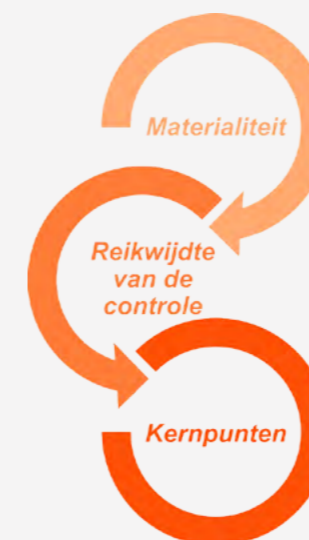 Materialiteit
Reikwijdte
van de
controle
Kernpunten